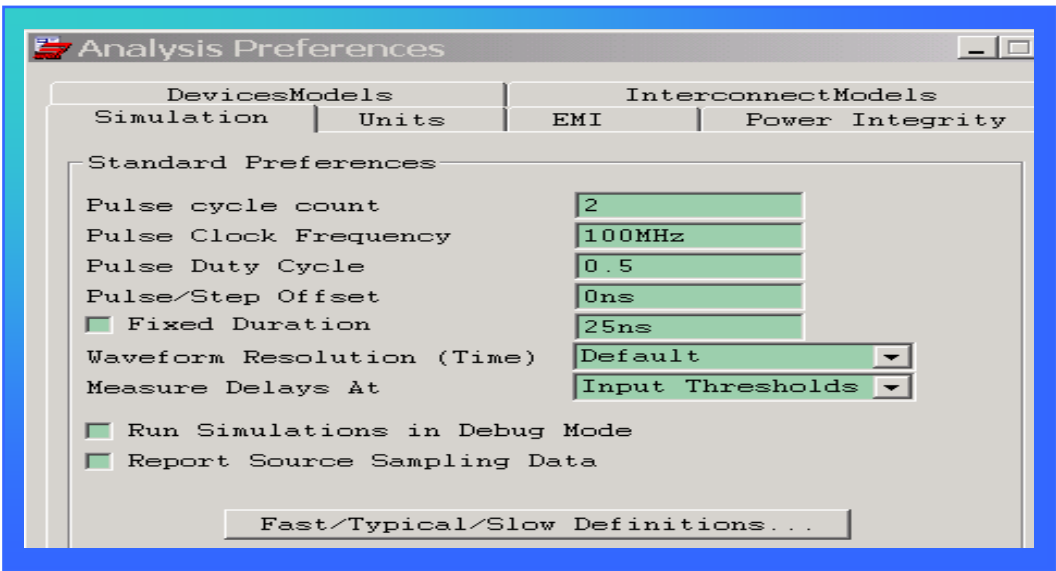 Analysis Preferences
DevicesModels InterconnectModels
Simulation Units EMI Power Integrity
Standard Preferences
Pulse cycle count 2
Pulse Clock Frequency 100MHz
Pulse Duty Cycle 0.5
Pulse/Step Offset 0ns
Fixed Duration 25ns
Waveform Resolution (Time) Default
Measure Delays At Input Thresholds
Run Simulations in Debug Mode
Report Source Sampling Data
Fast/Typical/Slow Definitions...